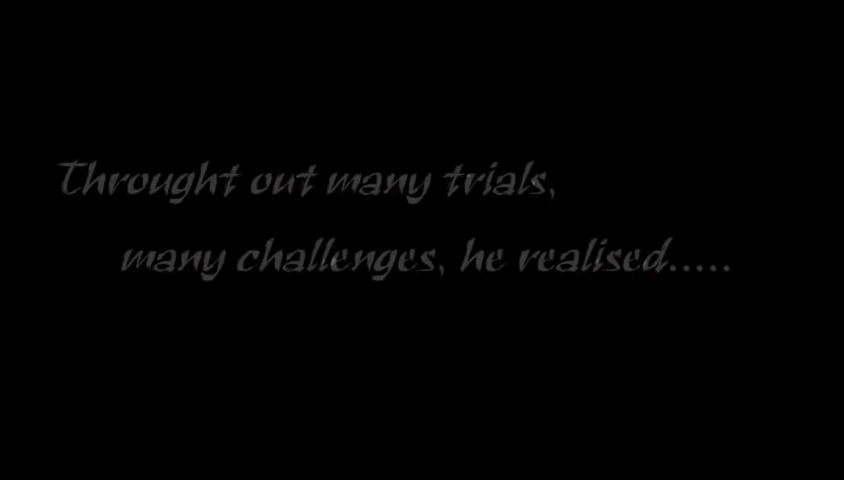 Throught out many trials,
many challenges, he realised.....